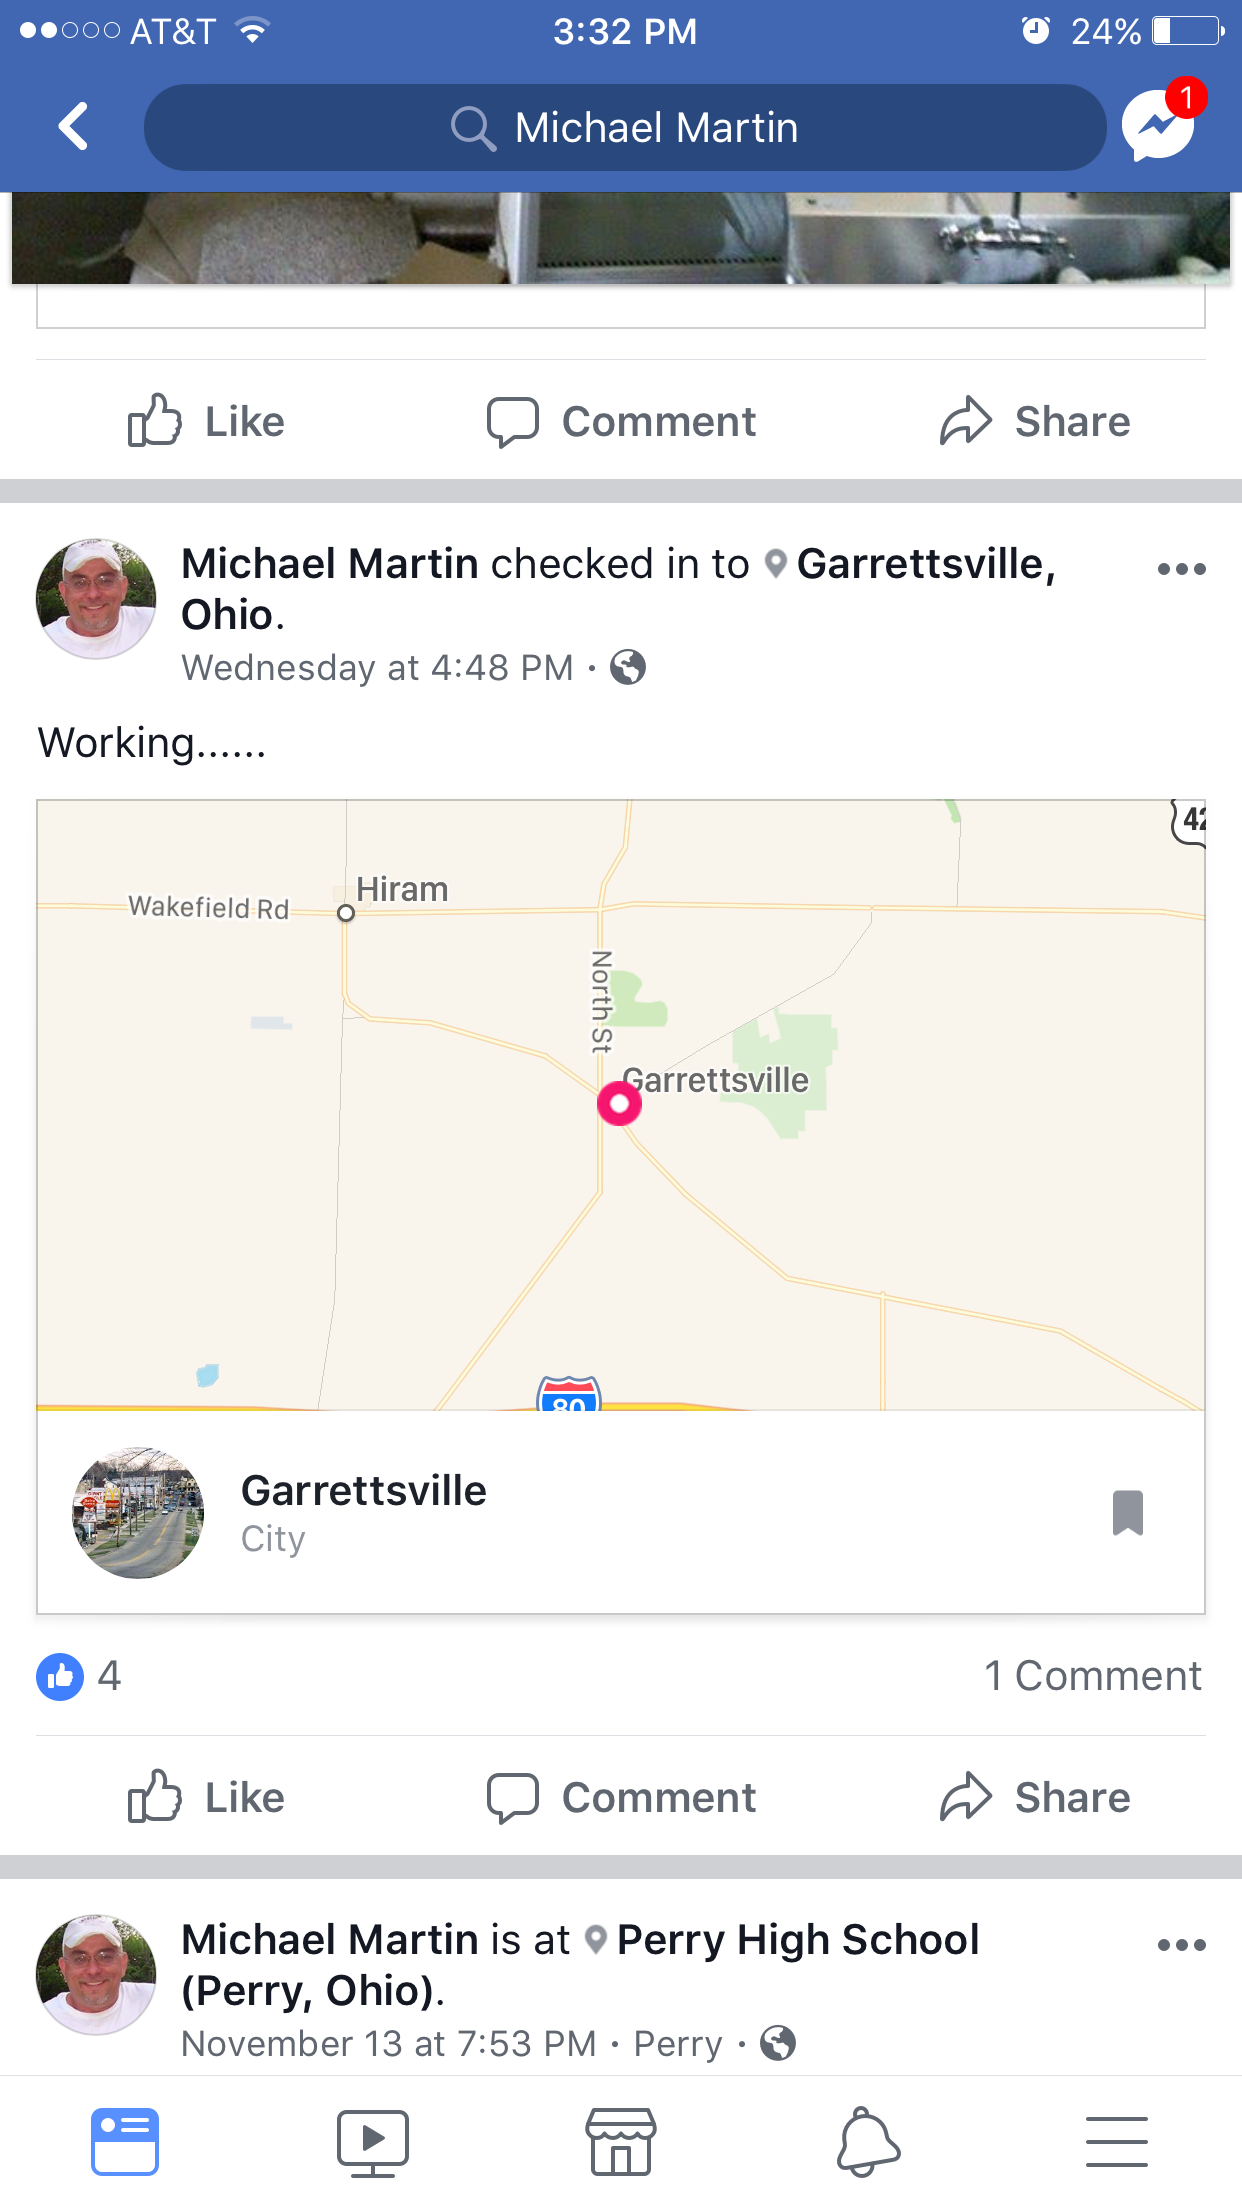 AT&T 3:32 PM 24%
Michael Martin 1
Like Comment Share
Michael Martin checked in to Garrettsville,
Ohio.
Wednesday at 4:48 PM ·
Working......
42
Hiram
Wakefield Rd
North St
Garrettsville
80
Garrettsville
City
4 1 Comment
Like Comment Share
Michael Martin is at Perry High School
(Perry, Ohio).
November 13 at 7:53 PM · Perry ·